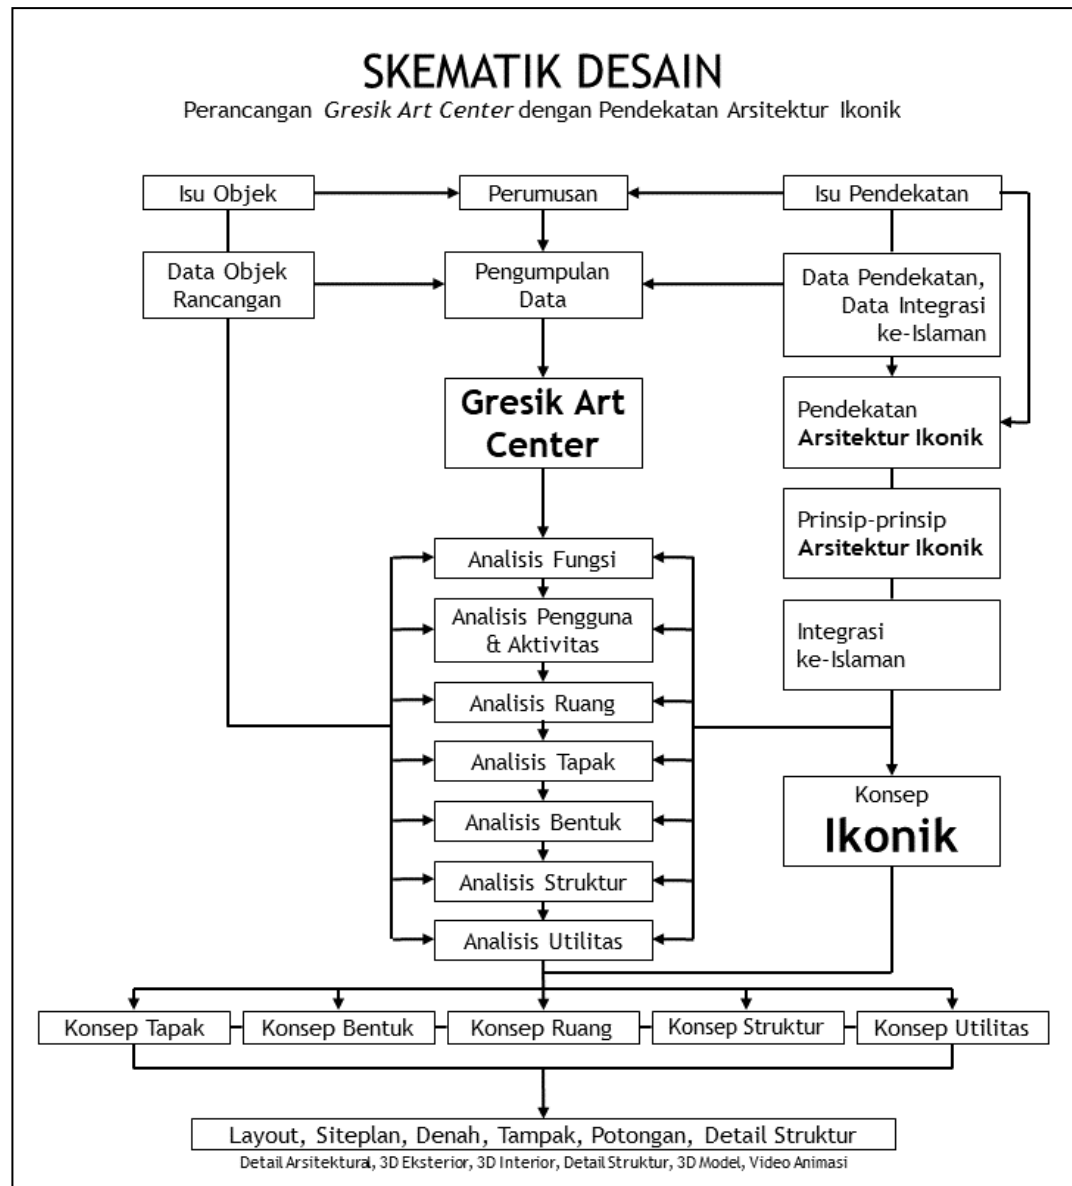 SKEMATIK DESAIN
Perancangan Gresik Art Center dengan Pendekatan Arsitektur Ikonik
Isu Objek
Perumusan
Isu Pendekatan
Data Objek
Rancangan
Pengumpulan
Data
Data Pendekatan,
Data Integrasi
ke-Islaman
Gresik Art
Center
Pendekatan
Arsitektur Ikonik
Prinsip-prinsip
Arsitektur Ikonik
Integrasi
ke-Islaman
Analisis Fungsi
Analisis Pengguna
& Aktivitas
Analisis Ruang
Analisis Tapak
Analisis Bentuk
Analisis Struktur
Analisis Utilitas
Konsep
Ikonik
Konsep Tapak
Konsep Bentuk
Konsep Ruang
Konsep Struktur
Konsep Utilitas
Layout, Siteplan, Denah, Tampak, Potongan, Detail Struktur
Detail Arsitektural, 3D Eksterior, 3D Interior, Detail Struktur, 3D Model, Video Animasi